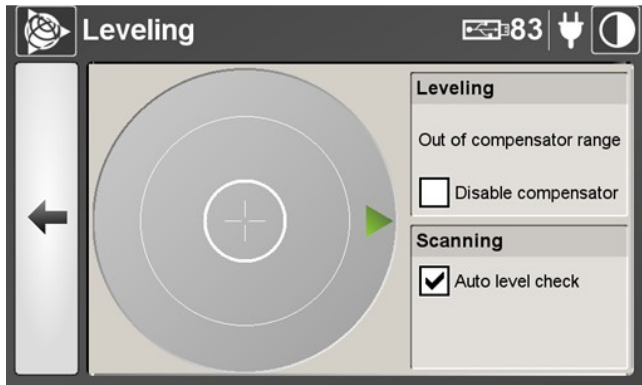 Leveling
83
Leveling
Out of compensator range
Disable compensator
Scanning
Auto level check